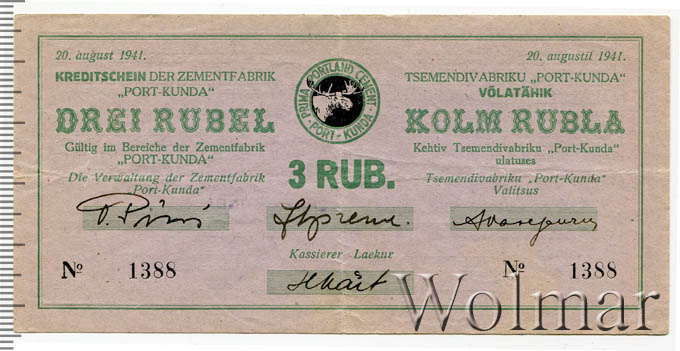 20. august 1941.
KREDITSCHEIN DER ZEMENTFABRIK
„PORT-KUNDA“
DREI RUBEL
Gültig im Bereiche der Zementfabrik
„PORT-KUNDA“
Die Verwaltung der Zementfabrik
„Port-Kunda“
PRIMA PORTLAND CEMENT
PORT-KUNDA
3 RUB.
20. augustil 1941.
TSEMENDIVABRIKU „PORT-KUNDA“
VÕLATÄHIK
KOLM RUBLA
Kehtiv Tsemendivabriku „Port-Kunda“
ulatuses
Tsemendivabriku „Port-Kunda“
Valitsus
Kassierer Laekur
№ 1388
№ 1388
Wolmar